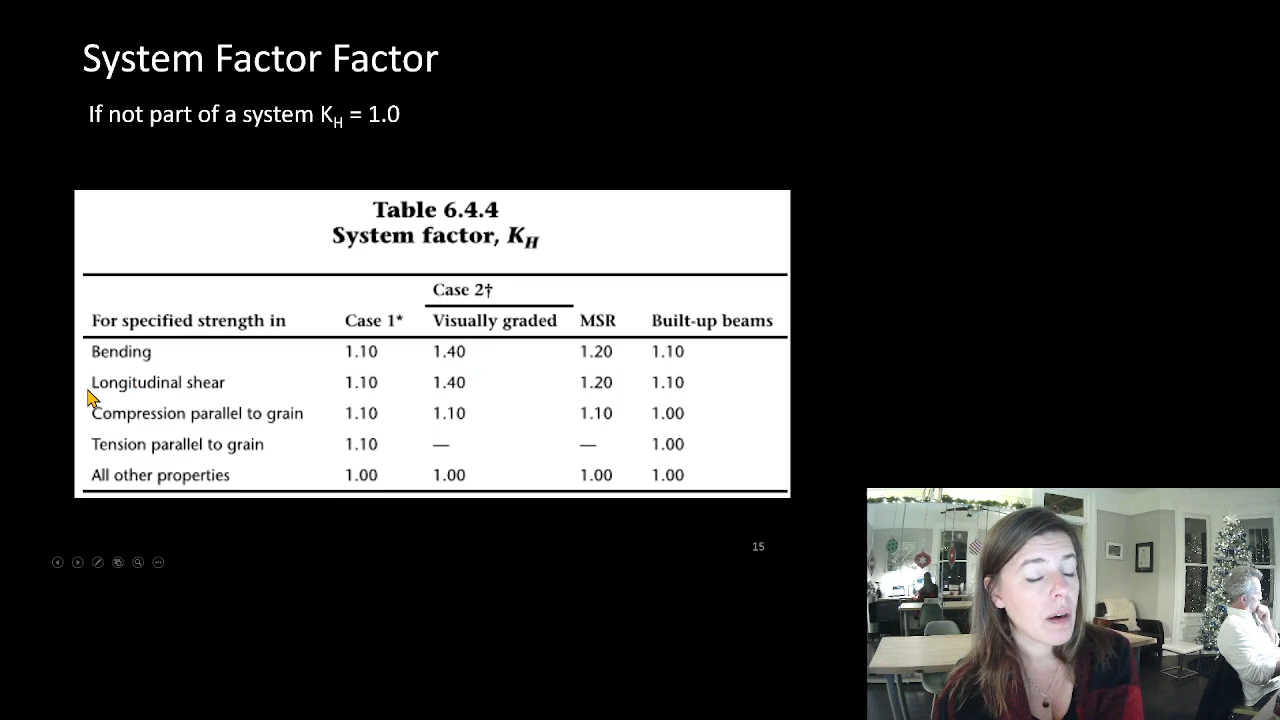 System Factor Factor
If not part of a system KH = 1.0
Table 6.4.4
System factor, KH
Case 2†
For specified strength in Case 1* Visually graded MSR Built-up beams
Bending 1.10 1.40 1.20 1.10
Longitudinal shear 1.10 1.40 1.20 1.10
Compression parallel to grain 1.10 1.10 1.10 1.00
Tension parallel to grain 1.10 — — 1.00
All other properties 1.00 1.00 1.00 1.00
15